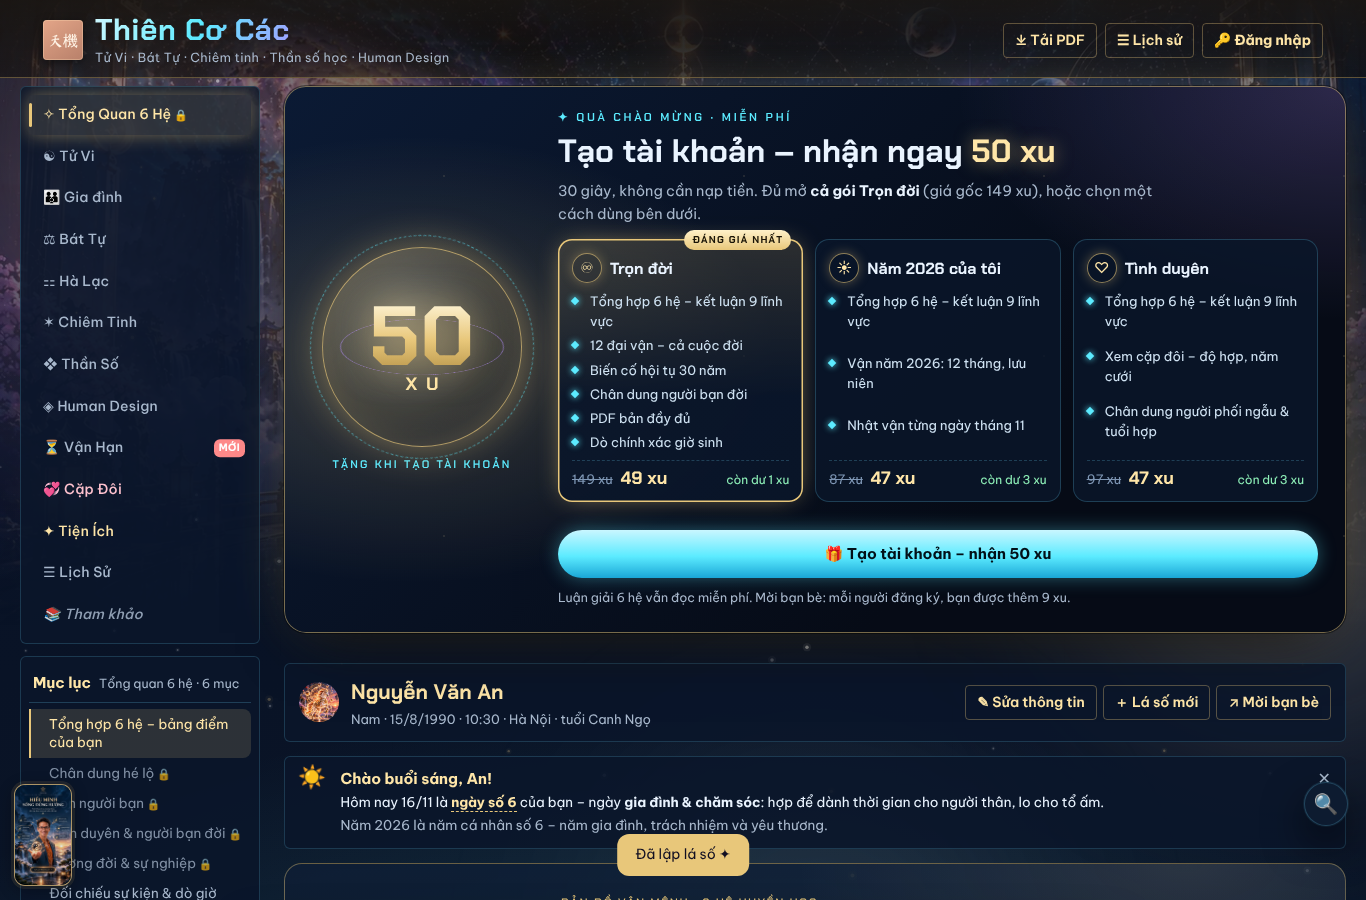 天機
Thiên Cơ Các
Tử Vi · Bát Tự · Chiêm tinh · Thần số học · Human Design
Tải PDF
Lịch sử
Đăng nhập
Tổng Quan 6 Hệ
Tử Vi
Gia đình
Bát Tự
Hà Lạc
Chiêm Tinh
Thần Số
Human Design
Vận Hạn
MỚI
Cặp Đôi
Tiện Ích
Lịch Sử
Tham khảo
Mục lục Tổng quan 6 hệ · 6 mục
Tổng hợp 6 hệ – bảng điểm
của bạn
Chân dung hé lộ
người bạn
duyên & người bạn đời
đời & sự nghiệp
Đối chiếu sự kiện & dò giờ
✦ QUÀ CHÀO MỪNG · MIỄN PHÍ
Tạo tài khoản – nhận ngay 50 xu
30 giây, không cần nạp tiền. Đủ mở cả gói Trọn đời (giá gốc 149 xu), hoặc chọn một
cách dùng bên dưới.
50
XU
TẶNG KHI TẠO TÀI KHOẢN
ĐÁNG GIÁ NHẤT
Trọn đời
Tổng hợp 6 hệ – kết luận 9 lĩnh
vực
12 đại vận – cả cuộc đời
Biến cố hội tụ 30 năm
Chân dung người bạn đời
PDF bản đầy đủ
Dò chính xác giờ sinh
149 xu 49 xu còn dư 1 xu
Năm 2026 của tôi
Tổng hợp 6 hệ – kết luận 9 lĩnh
vực
Vận năm 2026: 12 tháng, lưu
niên
Nhật vận từng ngày tháng 11
87 xu 47 xu còn dư 3 xu
Tình duyên
Tổng hợp 6 hệ – kết luận 9 lĩnh
vực
Xem cặp đôi – độ hợp, năm
cưới
Chân dung người phối ngẫu &
tuổi hợp
97 xu 47 xu còn dư 3 xu
🎁 Tạo tài khoản – nhận 50 xu
Luận giải 6 hệ vẫn đọc miễn phí. Mời bạn bè: mỗi người đăng ký, bạn được thêm 9 xu.
Nguyễn Văn An
Nam · 15/8/1990 · 10:30 · Hà Nội · tuổi Canh Ngọ
✎ Sửa thông tin
+ Lá số mới
↗ Mời bạn bè
Chào buổi sáng, An!
Hôm nay 16/11 là ngày số 6 của bạn – ngày gia đình & chăm sóc: hợp để dành thời gian cho người thân, lo cho tổ ấm.
Năm 2026 là năm cá nhân số 6 – năm gia đình, trách nhiệm và yêu thương.
Đã lập lá số ✦